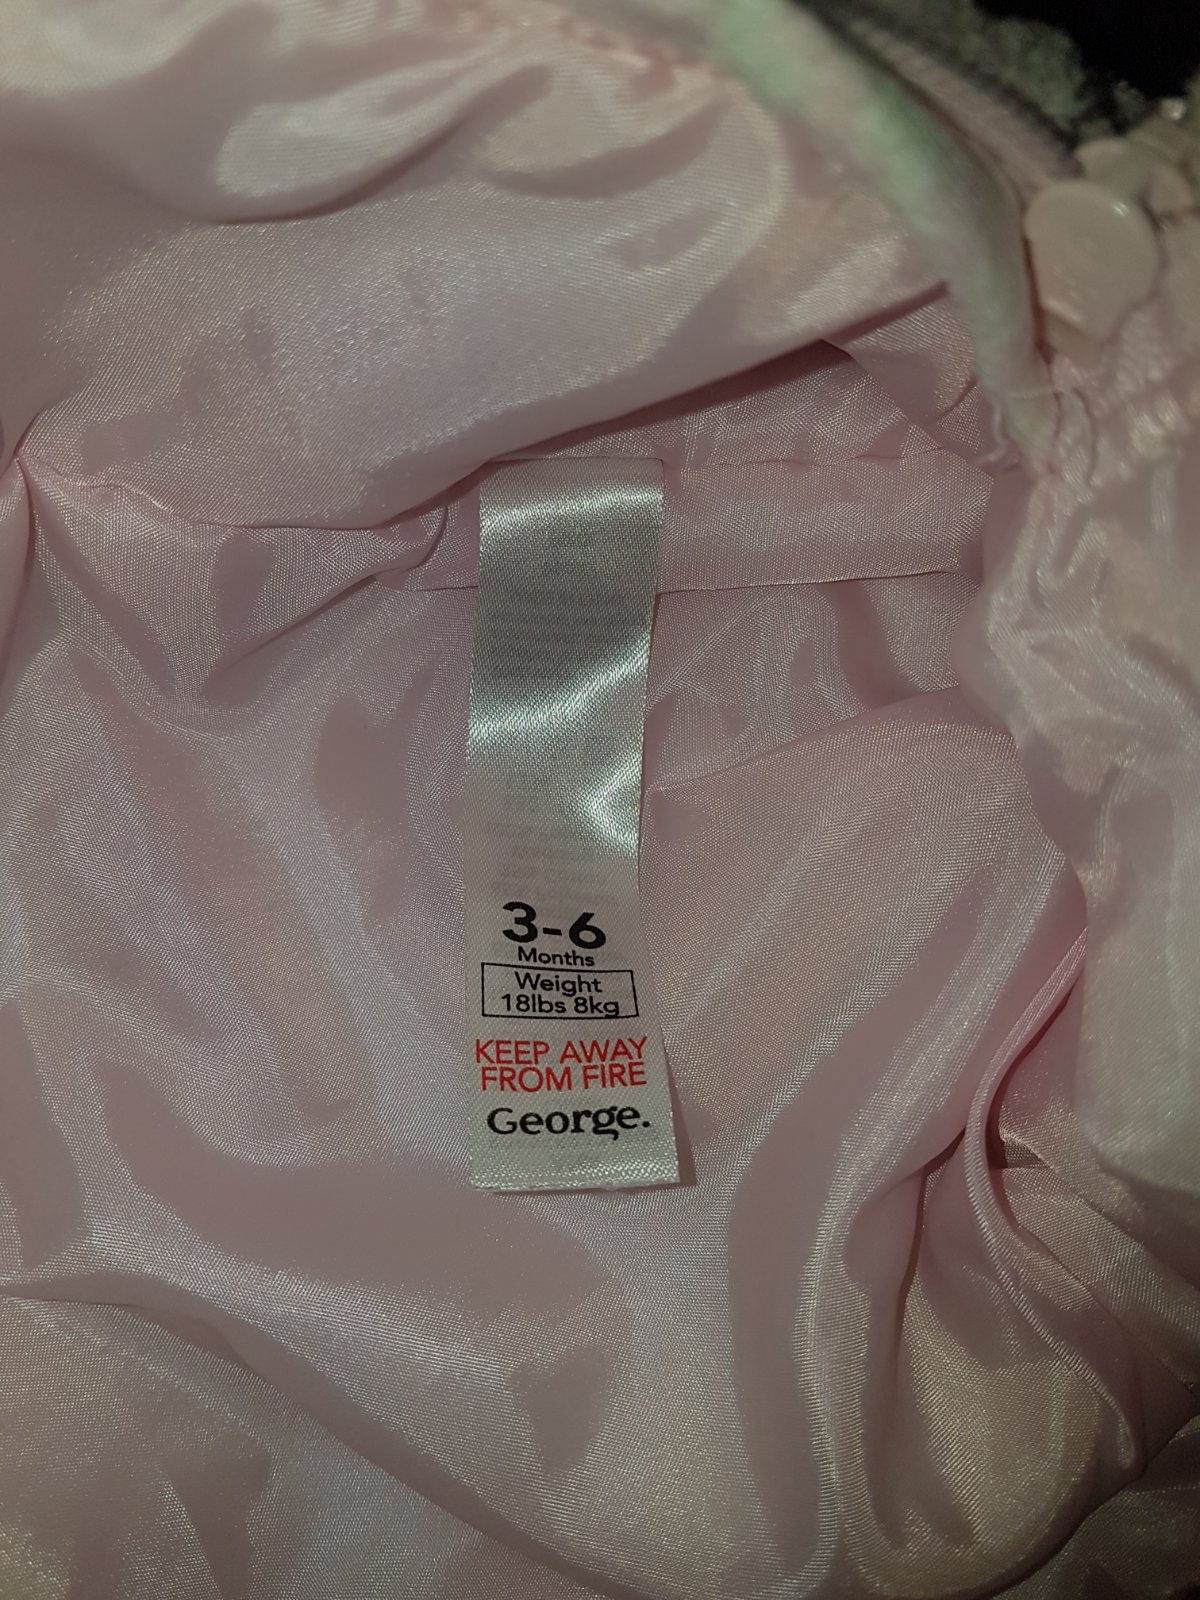 3-6
Months
Weight
18lbs 8kg
KEEP AWAY
FROM FIRE
George.